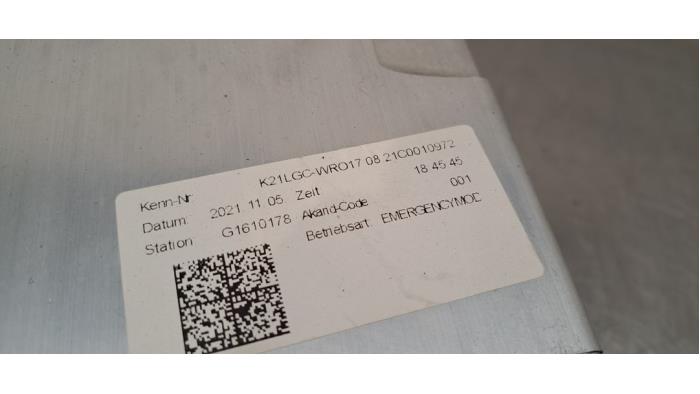 Kenn-Nr. K21LGC-WRO17 08 21C0010972
Datum: 2021 11 05 Zeit 18 45 45
Station G1610178 Akand-Code 001
Betriebsart: EMERGENCYMOD